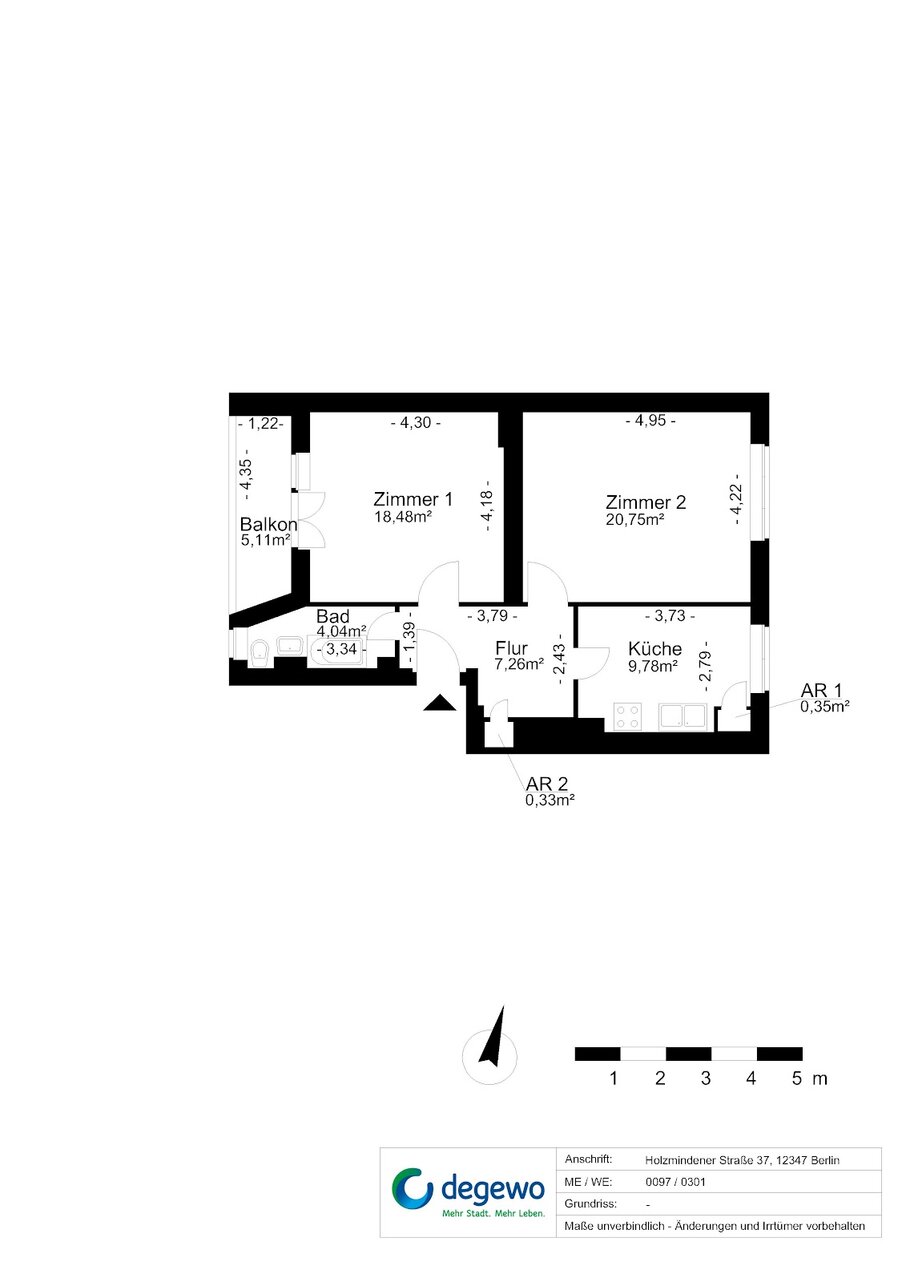 - 1,22-
- 4,30 -
- 4,95 -
- 4,35 -
- 4,18 -
- 4,22 -
Zimmer 1
18,48m²
Zimmer 2
20,75m²
Balkon
5,11m²
Bad
4,04m²
- 3,34 -
- 1,39 -
- 3,79 -
Flur
7,26m²
- 2,43 -
- 3,73 -
Küche
9,78m²
- 2,79 -
AR 1
0,35m²
AR 2
0,33m²
1 2 3 4 5 m
degewo
Mehr Stadt. Mehr Leben.
Anschrift: Holzmindener Straße 37, 12347 Berlin
ME / WE: 0097 / 0301
Grundriss: -
Maße unverbindlich - Änderungen und Irrtümer vorbehalten